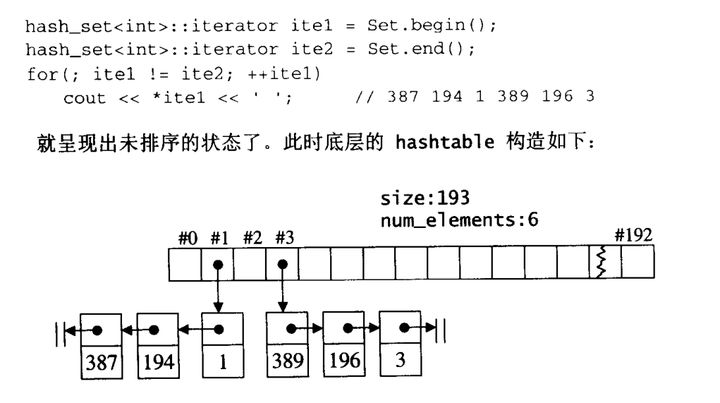 hash_set<int>::iterator ite1 = Set.begin();
hash_set<int>::iterator ite2 = Set.end();
for(; ite1 != ite2; ++ite1)
cout << *ite1 << ' '; // 387 194 1 389 196 3
就呈现出未排序的状态了。此时底层的 hashtable 构造如下：
size:193
num_elements:6
#0 #1 #2 #3 #192
387 194 1 389 196 3